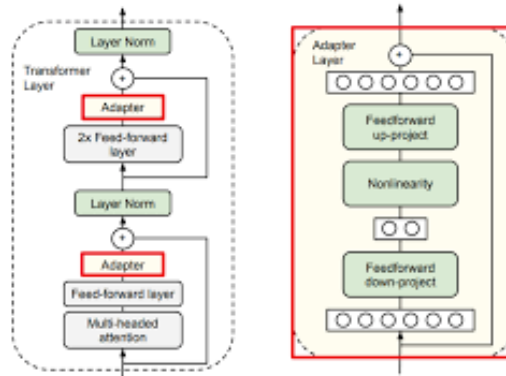 Layer Norm
Transformer
Layer
+
Adapter
2x Feed-forward
layer
Layer Norm
+
Adapter
Feed-forward layer
Multi-headed
attention
Adapter
Layer
+
Feedforward
up-project
Nonlinearity
Feedforward
down-project